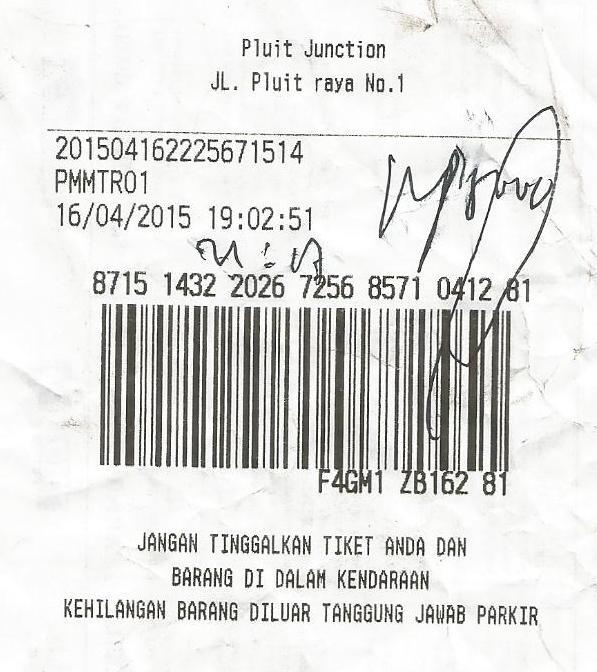 Pluit Junction
JL. Pluit raya No.1
201504162225671514
PMMTR01
16/04/2015 19:02:51
8715 1432 2026 7256 8571 0412 81
F4GM1 ZB162 81
JANGAN TINGGALKAN TIKET ANDA DAN
BARANG DI DALAM KENDARAAN
KEHILANGAN BARANG DILUAR TANGGUNG JAWAB PARKIR